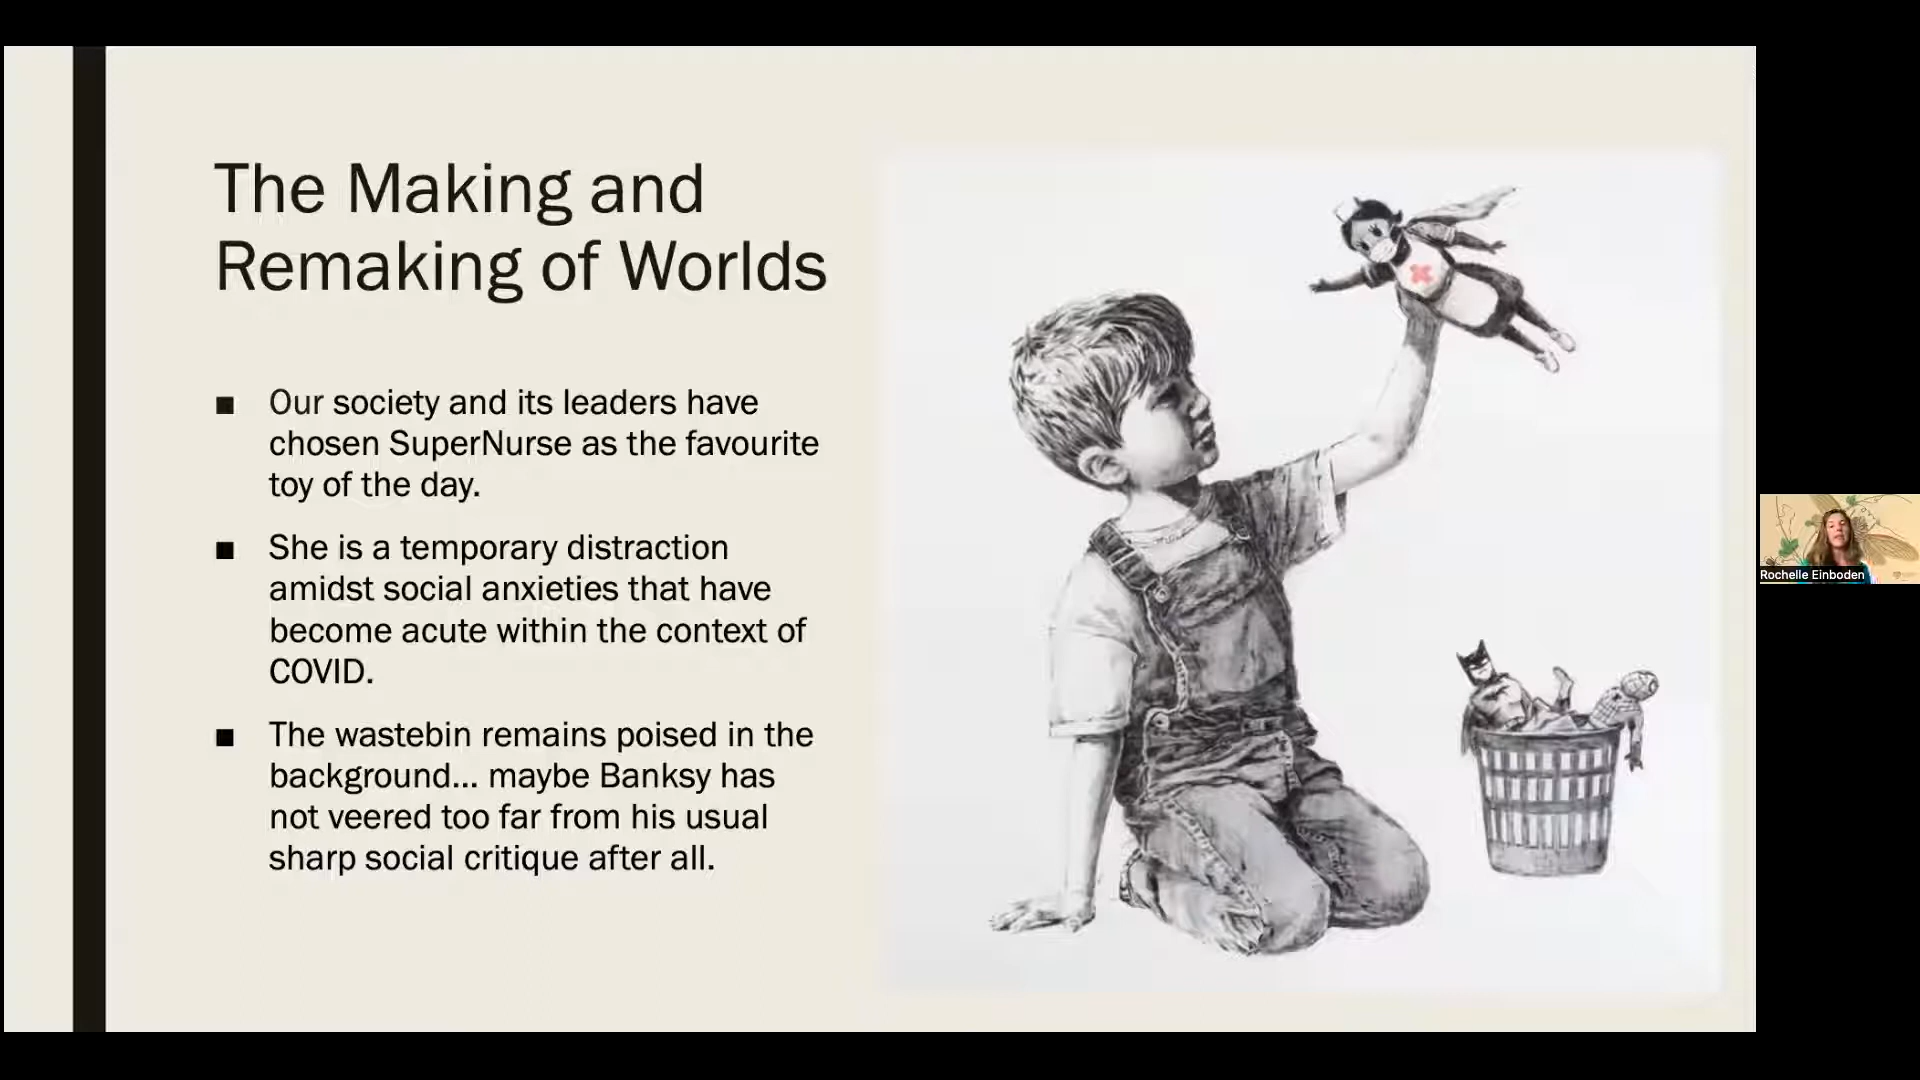 The Making and
Remaking of Worlds
■ Our society and its leaders have
chosen SuperNurse as the favourite
toy of the day.
■ She is a temporary distraction
amidst social anxieties that have
become acute within the context of
COVID.
■ The wastebin remains poised in the
background... maybe Banksy has
not veered too far from his usual
sharp social critique after all.
Rochelle Einboden